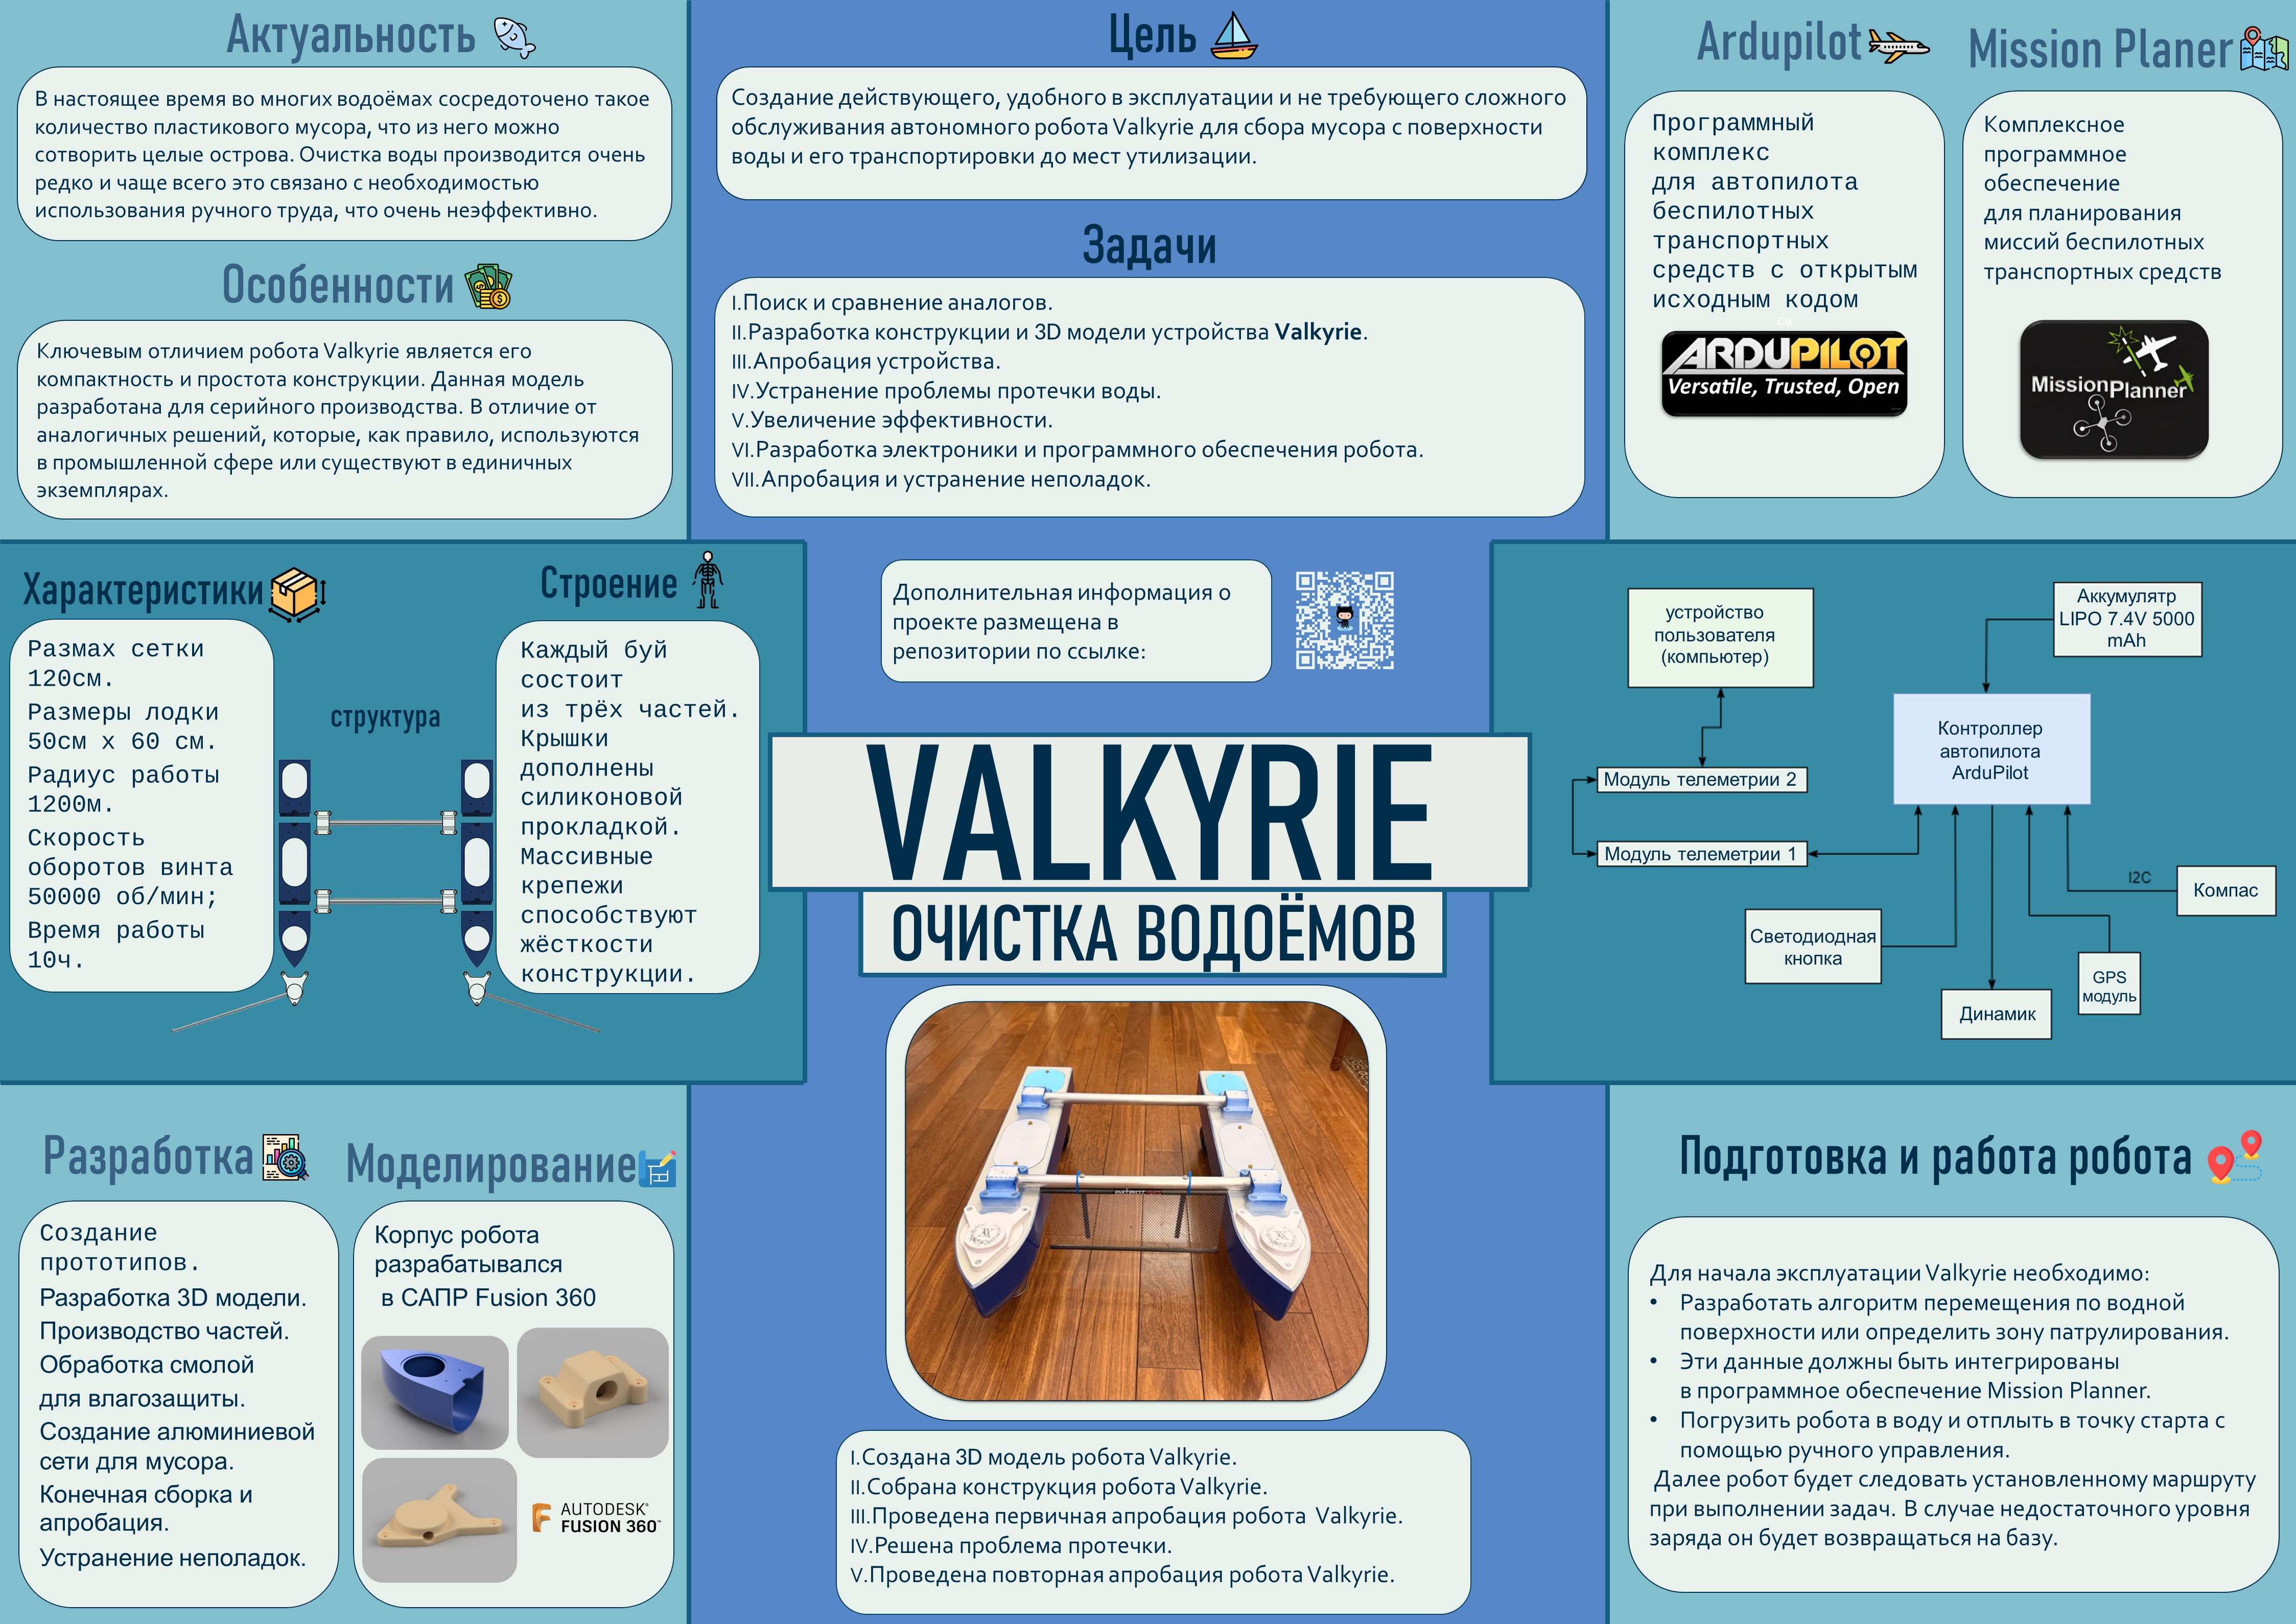 Актуальность
В настоящее время во многих водоёмах сосредоточено такое
количество пластикового мусора, что из него можно
сотворить целые острова. Очистка воды производится очень
редко и чаще всего это связано с необходимостью
использования ручного труда, что очень неэффективно.
Особенности
Ключевым отличием робота Valkyrie является его
компактность и простота конструкции. Данная модель
разработана для серийного производства. В отличие от
аналогичных решений, которые, как правило, используются
в промышленной сфере или существуют в единичных
экземплярах.
Цель
Создание действующего, удобного в эксплуатации и не требующего сложного
обслуживания автономного робота Valkyrie для сбора мусора с поверхности
воды и его транспортировки до мест утилизации.
Задачи
I.Поиск и сравнение аналогов.
II.Разработка конструкции и 3D модели устройства Valkyrie.
III.Апробация устройства.
IV.Устранение проблемы протечки воды.
V.Увеличение эффективности.
VI.Разработка электроники и программного обеспечения робота.
VII.Апробация и устранение неполадок.
Ardupilot
Программный
комплекс
для автопилота
беспилотных
транспортных
средств с открытым
исходным кодом
См
ARDUPILOT
Versatile, Trusted, Open
Mission Planer
Комплексное
программное
обеспечение
для планирования
миссий беспилотных
транспортных средств
Mission Planner
Характеристики
Размах сетки
120см.
Размеры лодки
50см x 60 см.
Радиус работы
1200м.
Скорость
оборотов винта
50000 об/мин;
Время работы
10ч.
структура
Строение
Каждый буй
состоит
из трёх частей.
Крышки
дополнены
силиконовой
прокладкой.
Массивные
крепежи
способствуют
жёсткости
конструкции.
Дополнительная информация о
проекте размещена в
репозитории по ссылке:
VALKYRIE
ОЧИСТКА ВОДОЁМОВ
устройство
пользователя
(компьютер)
Аккумулятр
LIPO 7.4V 5000
mAh
Контроллер
автопилота
ArduPilot
Модуль телеметрии 2
Модуль телеметрии 1
I2C
Компас
Светодиодная
кнопка
GPS
модуль
Динамик
Разработка
Создание
прототипов.
Разработка 3D модели.
Производство частей.
Обработка смолой
для влагозащиты.
Создание алюминиевой
сети для мусора.
Конечная сборка и
апробация.
Устранение неполадок.
Моделирование
Корпус робота
разрабатывался
в САПР Fusion 360
AUTODESK®
FUSION 360™
I.Создана 3D модель робота Valkyrie.
II.Собрана конструкция робота Valkyrie.
III.Проведена первичная апробация робота Valkyrie.
IV.Решена проблема протечки.
V.Проведена повторная апробация робота Valkyrie.
Подготовка и работа робота
Для начала эксплуатации Valkyrie необходимо:
• Разработать алгоритм перемещения по водной
поверхности или определить зону патрулирования.
• Эти данные должны быть интегрированы
в программное обеспечение Mission Planner.
• Погрузить робота в воду и отплыть в точку старта с
помощью ручного управления.
Далее робот будет следовать установленному маршруту
при выполнении задач. В случае недостаточного уровня
заряда он будет возвращаться на базу.